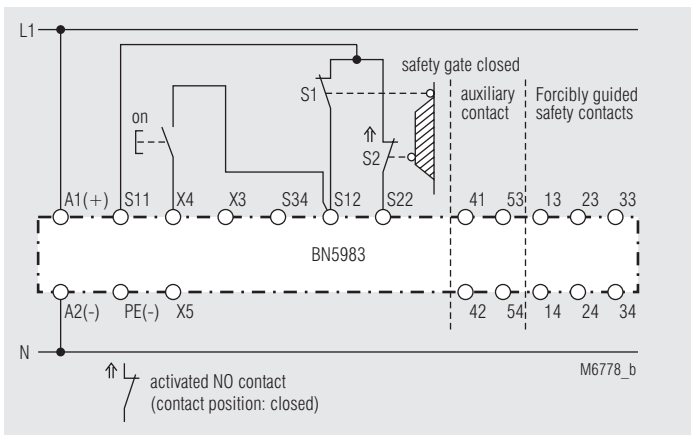 L1
safety gate closed
S1
auxiliary
contact
Forcibly guided
safety contacts
on
S2
A1(+) S11 X4 X3 S34 S12 S22 41 53 13 23 33
BN5983
A2(-) PE(-) X5 42 54 14 24 34
N
M6778_b
activated NO contact
(contact position: closed)